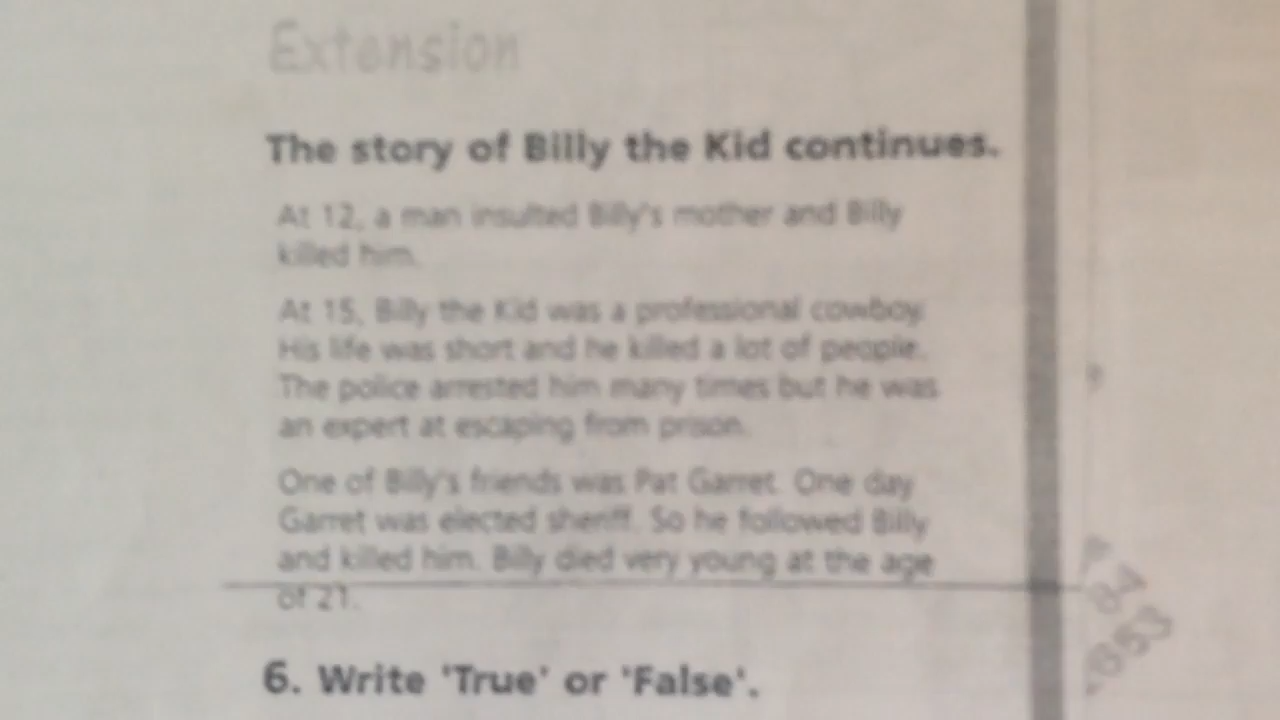 Extension
The story of Billy the Kid continues.
At 12, a man insulted Billy's mother and Billy
killed him.
At 15, Billy the Kid was a professional cowboy.
His life was short and he killed a lot of people.
The police arrested him many times but he was
an expert at escaping from prison.
One of Billy's friends was Pat Garret. One day
Garret was elected sheriff. So he followed Billy
and killed him. Billy died very young at the age
of 21.
6. Write 'True' or 'False'.